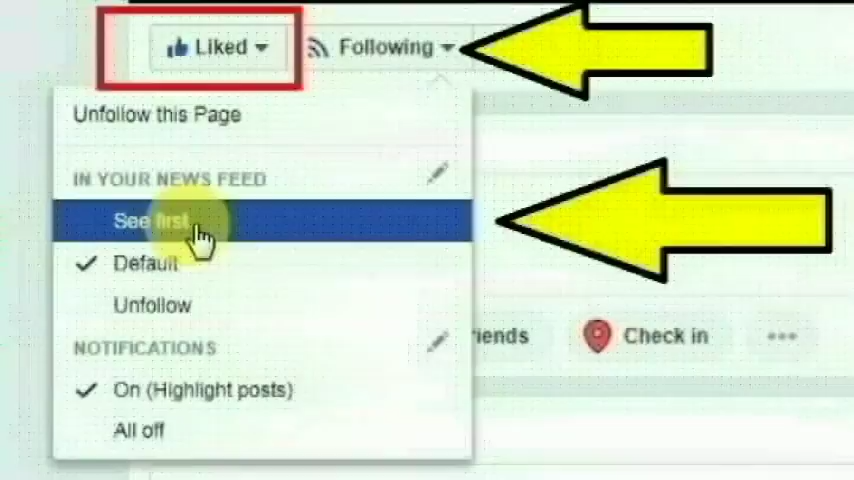 Liked Following
Unfollow this Page
IN YOUR NEWS FEED
See first
Default
Unfollow
riends Check in
NOTIFICATIONS
On (Highlight posts)
All off